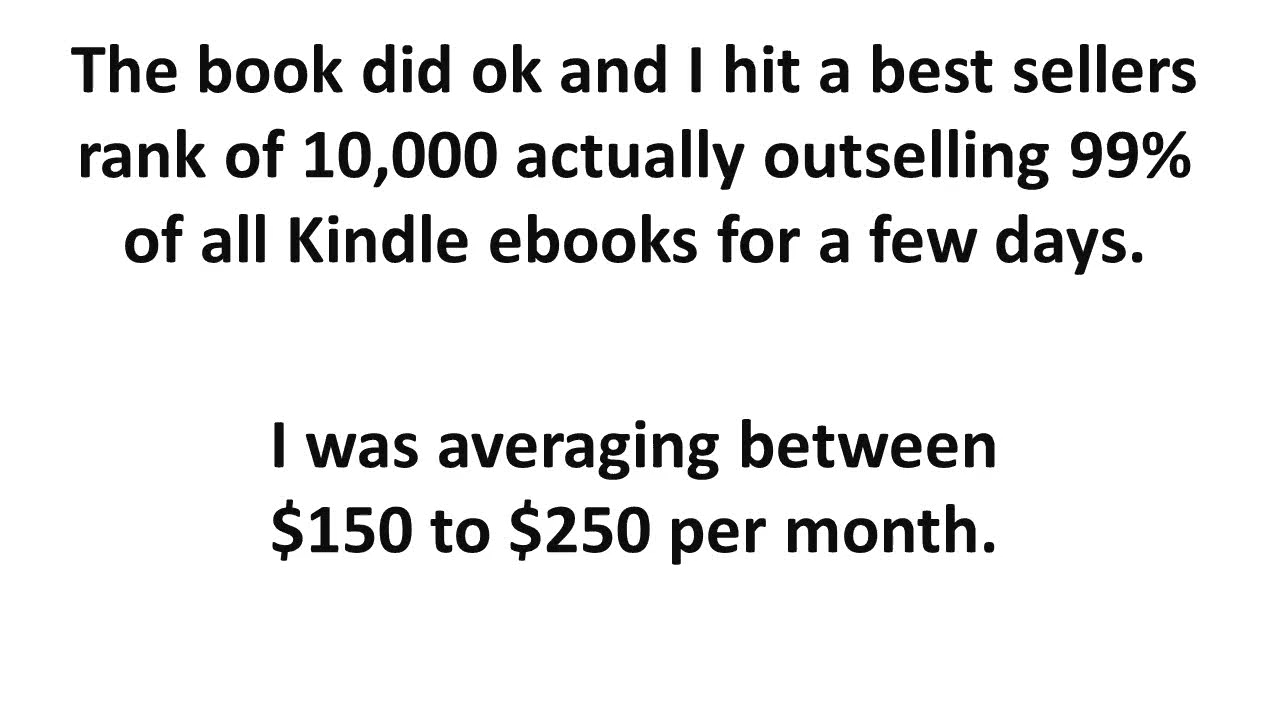 The book did ok and I hit a best sellers
rank of 10,000 actually outselling 99%
of all Kindle ebooks for a few days.
I was averaging between
$150 to $250 per month.